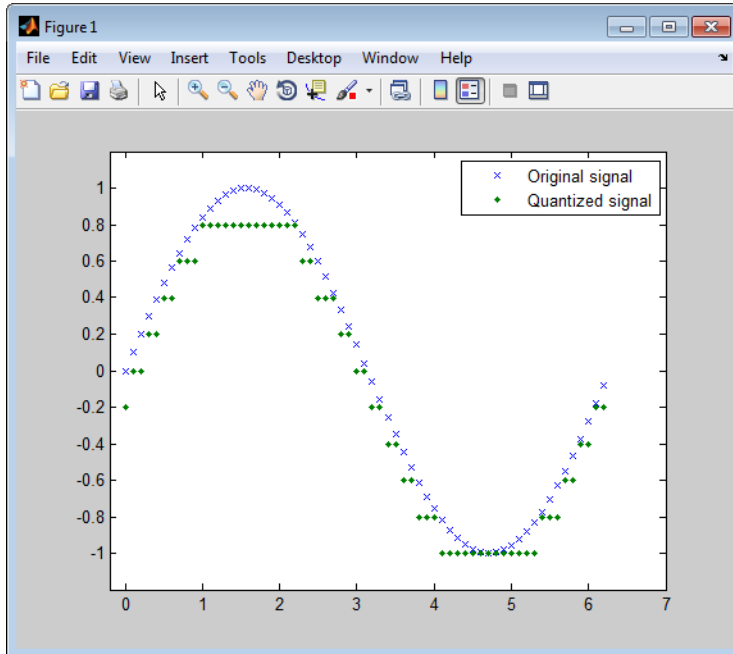 Figure 1
File Edit View Insert Tools Desktop Window Help
Original signal
Quantized signal
1
0.8
0.6
0.4
0.2
0
-0.2
-0.4
-0.6
-0.8
-1
0 1 2 3 4 5 6 7